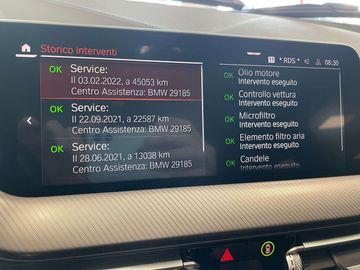 Storico interventi
* RDS *
08:30
OK Service:
Il 03.02.2022, a 45053 km
Centro Assistenza: BMW 29185
OK Service:
Il 22.09.2021, a 22587 km
Centro Assistenza: BMW 29185
OK Service:
Il 28.06.2021, a 13038 km
Centro Assistenza: BMW 29185
OK Olio motore
Intervento eseguito
OK Controllo vettura
Intervento eseguito
OK Microfiltro
Intervento eseguito
OK Elemento filtro aria
Intervento eseguito
OK Candele
Intervento eseguito